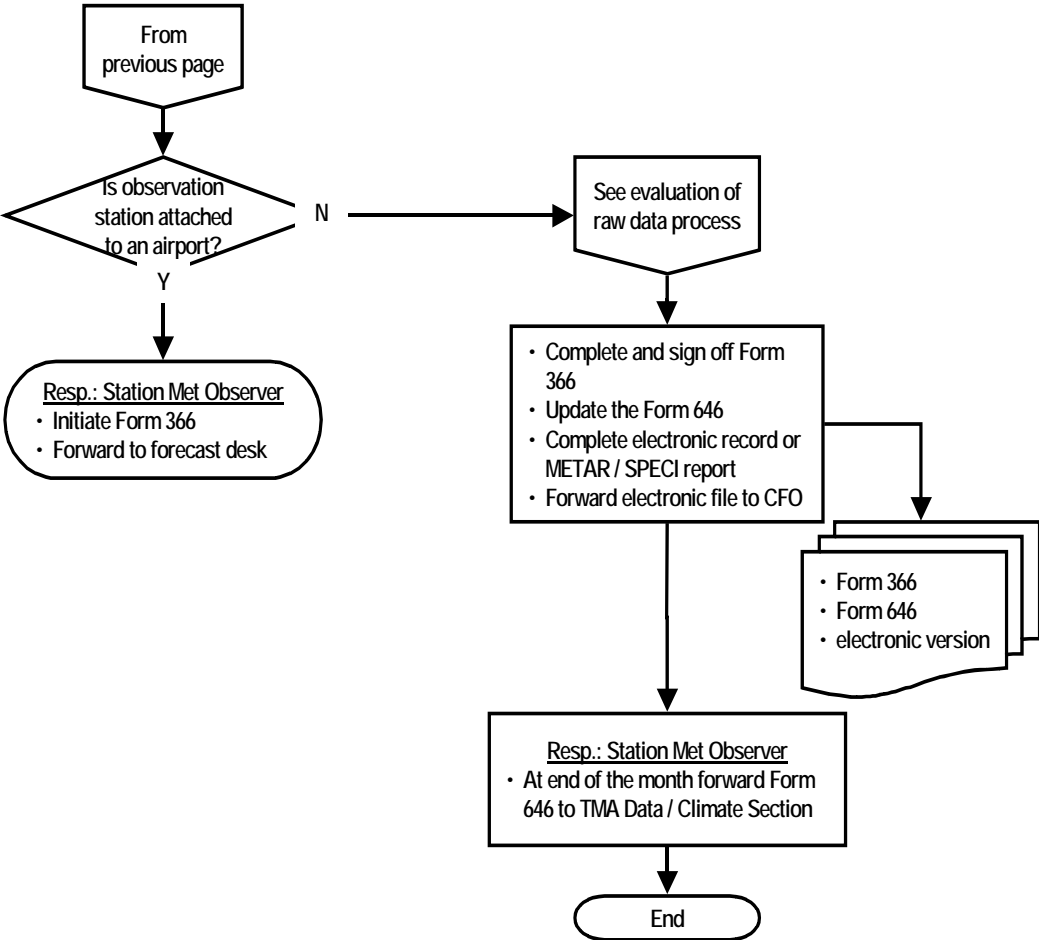 From
previous page
Is observation
station attached
to an airport?
N
Y
See evaluation of
raw data process
Resp.: Station Met Observer
· Initiate Form 366
· Forward to forecast desk
· Complete and sign off Form
366
· Update the Form 646
· Complete electronic record or
METAR / SPECI report
· Forward electronic file to CFO
· Form 366
· Form 646
· electronic version
Resp.: Station Met Observer
· At end of the month forward Form
646 to TMA Data / Climate Section
End